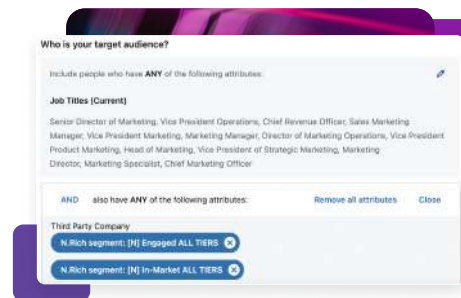 Who is your target audience?
Include people who have ANY of the following attributes:
Job Titles (Current)
Senior Director of Marketing, Vice President Operations, Chief Revenue Officer, Sales Marketing
Manager, Vice President Marketing, Marketing Manager, Director of Marketing Operations, Vice President
Product Marketing, Head of Marketing, Vice President of Strategic Marketing, Marketing
Director, Marketing Specialist, Chief Marketing Officer
AND also have ANY of the following attributes: Remove all attributes Close
Third Party Company
N.Rich segment: [N] Engaged ALL TIERS
N.Rich segment: [N] In-Market ALL TIERS